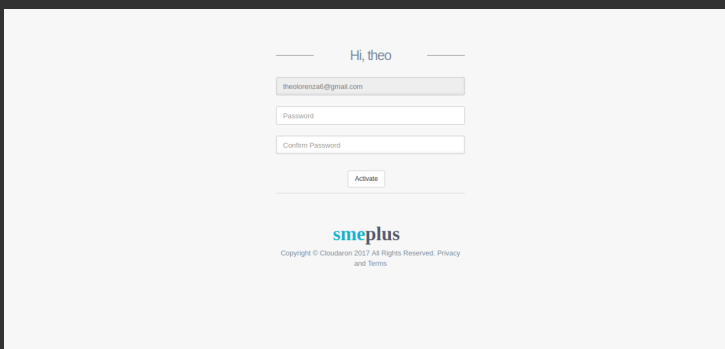 Hi, theo
theolorenza6@gmail.com
Password
Confirm Password
Activate
smeplus
Copyright © Cloudaron 2017 All Rights Reserved. Privacy
and Terms